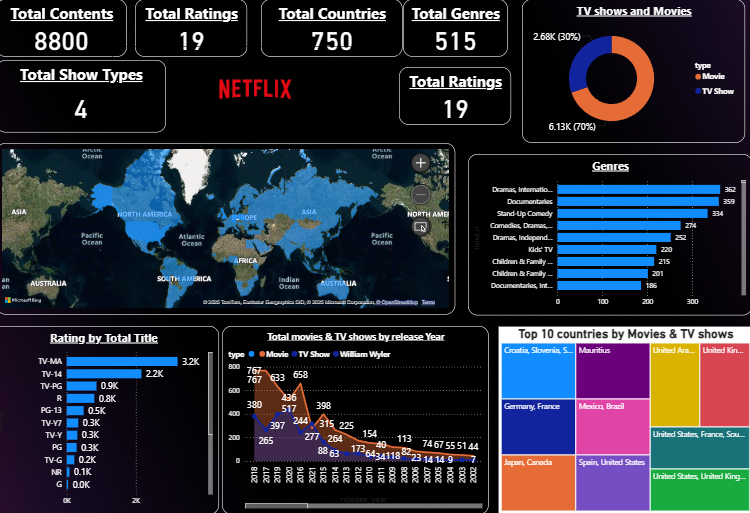 Total Contents
8800
Total Ratings
19
Total Countries
750
Total Genres
515
Total Show Types
4
NETFLIX
Total Ratings
19
TV shows and Movies
2.68K (30%)
6.13K (70%)
type
Movie
TV Show
Arctic
Ocean
Arctic
Ocean
ASIA
NORTH AMERICA
EUROPE
ASIA
NORTH AM
Pacific
Ocean
Atlantic
Ocean
Pacific
Ocean
AFRICA
SOUTH AMERICA
Indian
Ocean
AUSTRALIA
AUSTRALIA
Microsoft Bing
© 2025 TomTom, Earthstar Geographics SIO, © 2025 Microsoft Corporation, © OpenStreetMap Terms
Genres
Dramas, Internatio... 362
Documentaries 359
Stand-Up Comedy 334
Comedies, Dramas,... 274
Dramas, Independ... 252
Kids' TV 220
Children & Family ... 215
Children & Family ... 201
Documentaries, Int... 186
0 100 200 300
Rating by Total Title
TV-MA 3.2K
TV-14 2.2K
TV-PG 0.9K
R 0.8K
PG-13 0.5K
TV-Y7 0.3K
TV-Y 0.3K
PG 0.3K
TV-G 0.2K
NR 0.1K
G 0.0K
0K 2K
Total movies & TV shows by release Year
type Movie TV Show William Wyler
800
600
400
200
0
767
767
633
658
380
436
517
398
265
397
244
277
315
264
225
88
63
154
173
64
40
34
118
113
82
23
74
67
55
51
44
14
14
9
7
2018 2017 2019 2020 2016 2021 2015 2014 2013 2012 2010 2011 2009 2008 2006 2007 2005 2004 2003 2002
release_year
Top 10 countries by Movies & TV shows
Croatia, Slovenia, S...
Mauritius
United Ara...
United Kin...
Germany, France
Mexico, Brazil
United States, France, Sou...
Japan, Canada
Spain, United States
United States, United King...